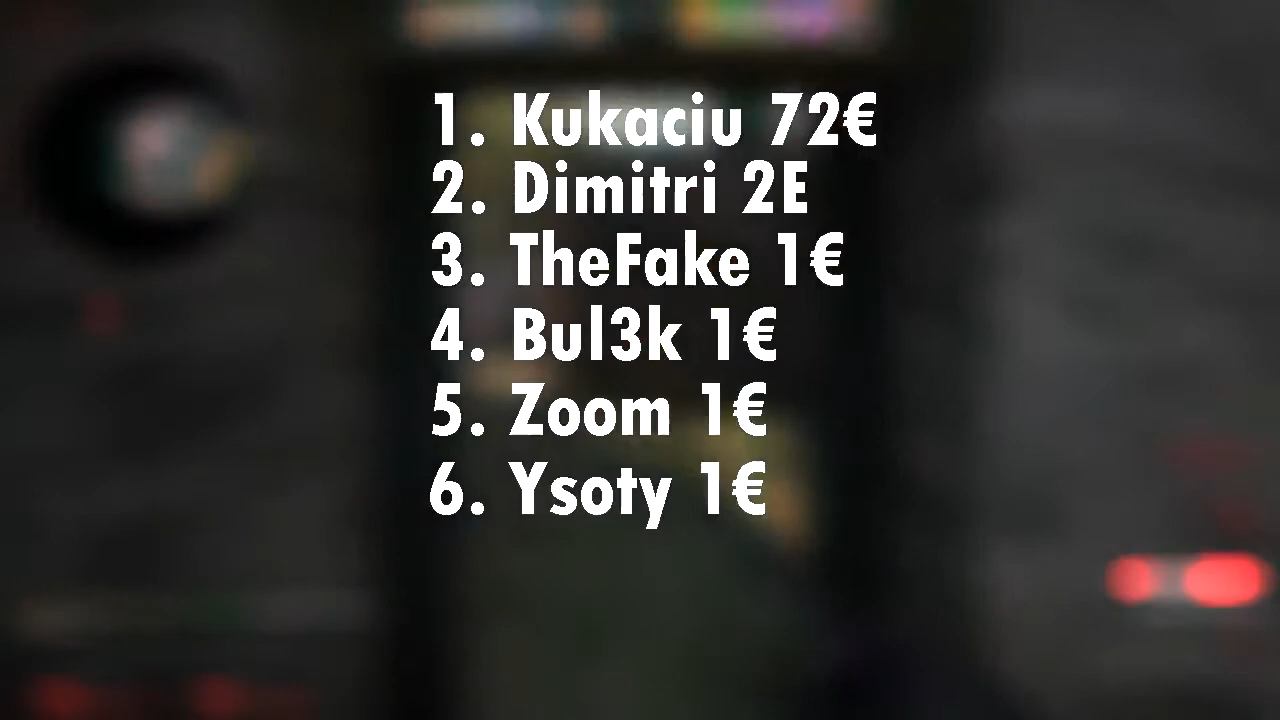 1. Kukaciu 72€
2. Dimitri 2E
3. TheFake 1€
4. Bul3k 1€
5. Zoom 1€
6. Ysoty 1€